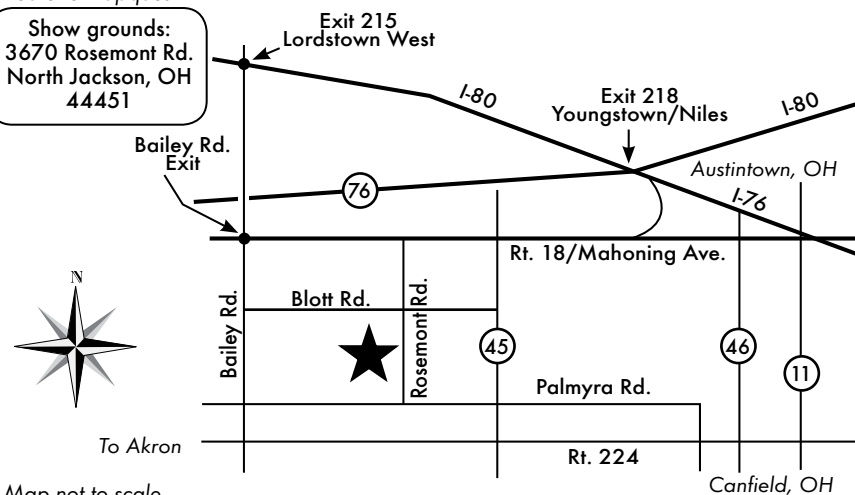 Show grounds:
3670 Rosemont Rd.
North Jackson, OH
44451
Exit 215
Lordstown West
I-80
Exit 218
Youngstown/Niles
I-80
Bailey Rd.
Exit
76
Austintown, OH
I-76
Rt. 18/Mahoning Ave.
N
Bailey Rd.
Blott Rd.
Rosemont Rd.
45
46
11
Palmyra Rd.
To Akron
Rt. 224
Canfield, OH
Map not to scale